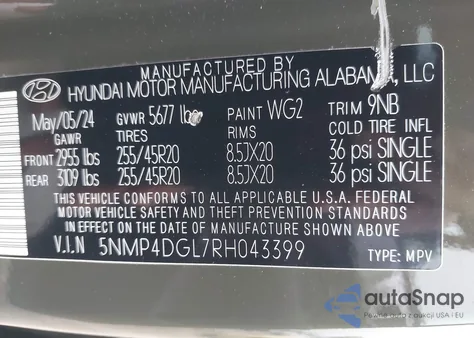 MANUFACTURED BY
HYUNDAI MOTOR MANUFACTURING ALABAMA, LLC
May/05/24 GVWR 5677 lbs PAINT WG2 TRIM 9NB
GAWR TIRES RIMS COLD TIRE INFL
FRONT 2955 lbs 255/45R20 8.5JX20 36 psi SINGLE
REAR 3109 lbs 255/45R20 8.5JX20 36 psi SINGLE
THIS VEHICLE CONFORMS TO ALL APPLICABLE U.S.A. FEDERAL
MOTOR VEHICLE SAFETY AND THEFT PREVENTION STANDARDS
IN EFFECT ON THE DATE OF MANUFACTURE SHOWN ABOVE.
V.I.N 5NMP4DGL7RH043399 TYPE: MPV
autoSnap
z aukcji USA i EU